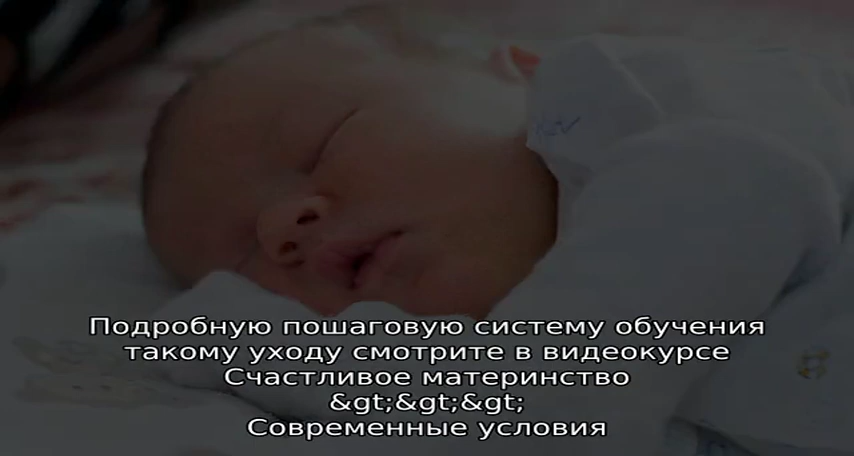 Подробную пошаговую систему обучения
такому уходу смотрите в видеокурсе
Счастливое материнство
&gt;&gt;&gt;
Современные условия